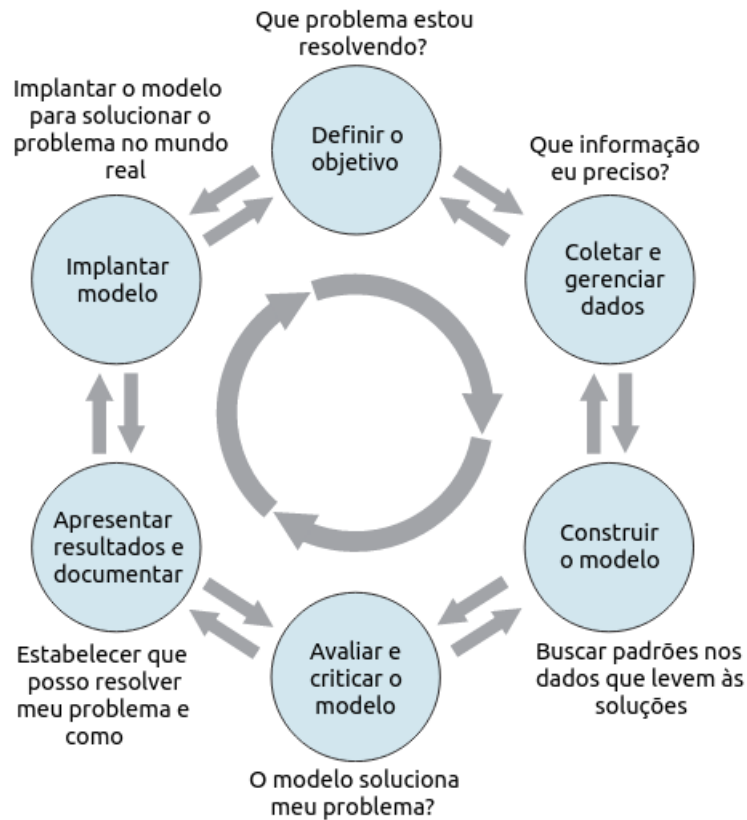 Que problema estou
resolvendo?
Definir o
objetivo
Que informação
eu preciso?
Coletar e
gerenciar
dados
Construir
o modelo
Buscar padrões nos
dados que levem às
soluções
Avaliar e
criticar o
modelo
O modelo soluciona
meu problema?
Apresentar
resultados e
documentar
Estabelecer que
posso resolver
meu problema e
como
Implantar
modelo
Implantar o modelo
para solucionar o
problema no mundo
real